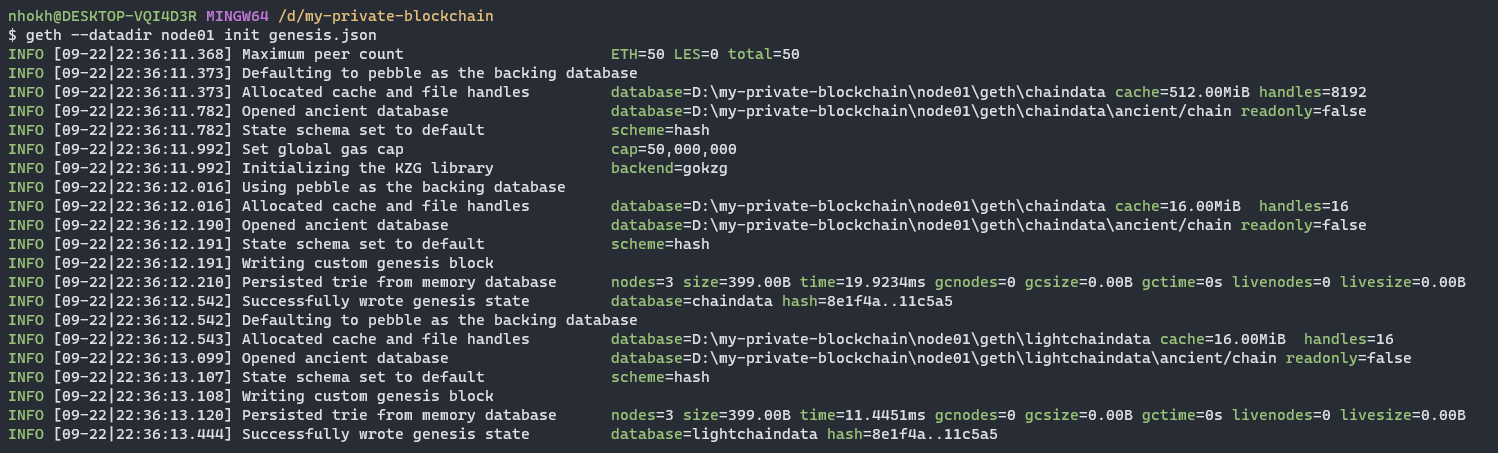 nhokh@DESKTOP-VQI4D3R MINGW64 /d/my-private-blockchain
$ geth --datadir node01 init genesis.json
INFO [09-22|22:36:11.368] Maximum peer count                       ETH=50 LES=0 total=50
INFO [09-22|22:36:11.373] Defaulting to pebble as the backing database
INFO [09-22|22:36:11.373] Allocated cache and file handles         database=D:\my-private-blockchain\node01\geth\chaindata cache=512.00MiB handles=8192
INFO [09-22|22:36:11.782] Opened ancient database                  database=D:\my-private-blockchain\node01\geth\chaindata\ancient/chain readonly=false
INFO [09-22|22:36:11.782] State schema set to default              scheme=hash
INFO [09-22|22:36:11.992] Set global gas cap                       cap=50,000,000
INFO [09-22|22:36:11.992] Initializing the KZG library             backend=gokzg
INFO [09-22|22:36:12.016] Using pebble as the backing database
INFO [09-22|22:36:12.016] Allocated cache and file handles         database=D:\my-private-blockchain\node01\geth\chaindata cache=16.00MiB  handles=16
INFO [09-22|22:36:12.190] Opened ancient database                  database=D:\my-private-blockchain\node01\geth\chaindata\ancient/chain readonly=false
INFO [09-22|22:36:12.191] State schema set to default              scheme=hash
INFO [09-22|22:36:12.191] Writing custom genesis block
INFO [09-22|22:36:12.210] Persisted trie from memory database      nodes=3 size=399.00B time=19.9234ms gcnodes=0 gcsize=0.00B gctime=0s livenodes=0 livesize=0.00B
INFO [09-22|22:36:12.542] Successfully wrote genesis state         database=chaindata hash=8e1f4a..11c5a5
INFO [09-22|22:36:12.542] Defaulting to pebble as the backing database
INFO [09-22|22:36:12.543] Allocated cache and file handles         database=D:\my-private-blockchain\node01\geth\lightchaindata cache=16.00MiB  handles=16
INFO [09-22|22:36:13.099] Opened ancient database                  database=D:\my-private-blockchain\node01\geth\lightchaindata\ancient/chain readonly=false
INFO [09-22|22:36:13.107] State schema set to default              scheme=hash
INFO [09-22|22:36:13.108] Writing custom genesis block
INFO [09-22|22:36:13.120] Persisted trie from memory database      nodes=3 size=399.00B time=11.4451ms gcnodes=0 gcsize=0.00B gctime=0s livenodes=0 livesize=0.00B
INFO [09-22|22:36:13.444] Successfully wrote genesis state         database=lightchaindata hash=8e1f4a..11c5a5